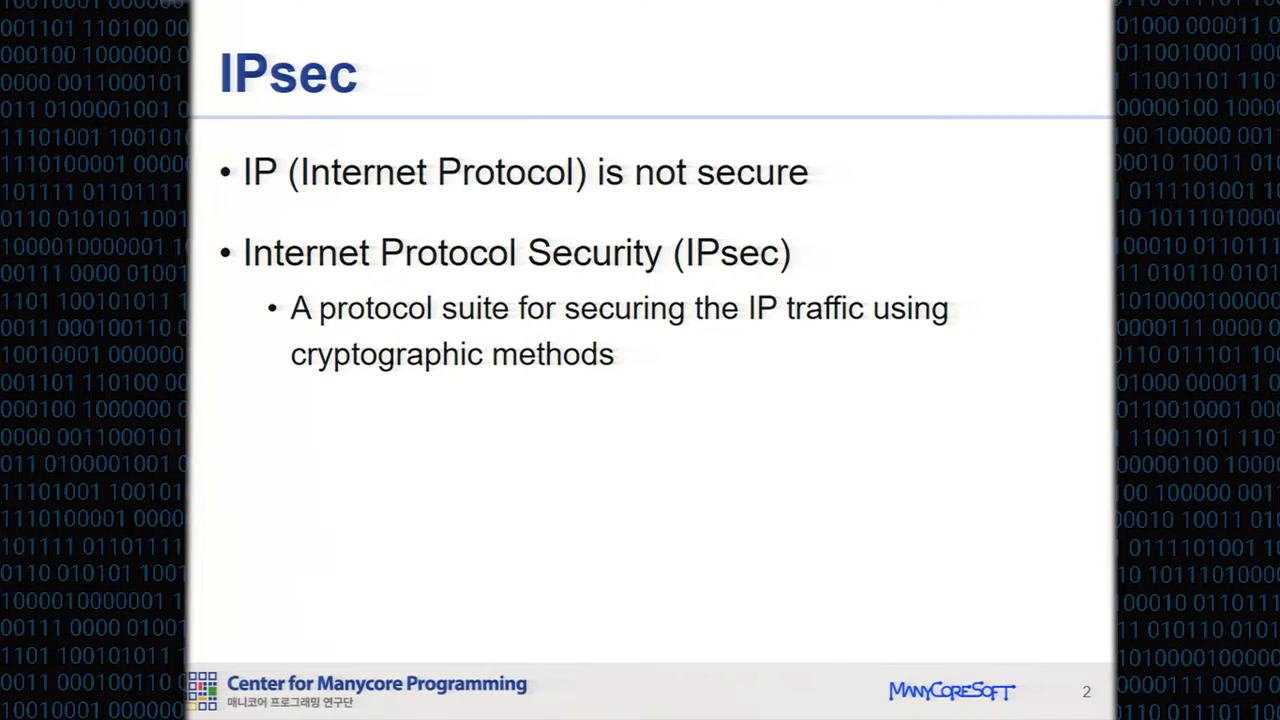 IPsec
• IP (Internet Protocol) is not secure
• Internet Protocol Security (IPsec)
• A protocol suite for securing the IP traffic using
cryptographic methods
Center for Manycore Programming
매니코어 프로그래밍 연구단
MANYCORESOFT
2